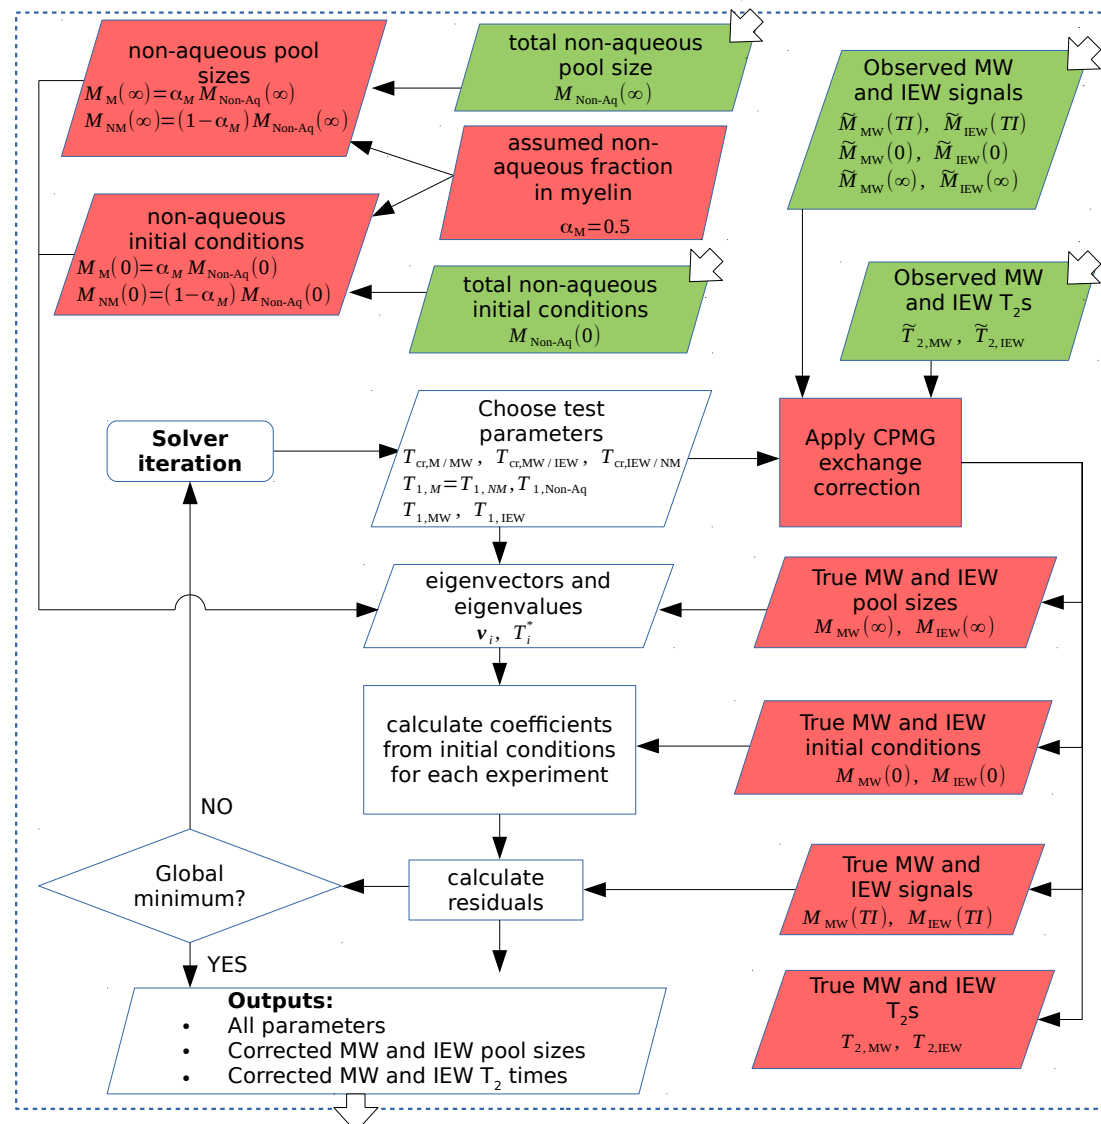 non-aqueous pool
sizes
M_M(∞)=α_M M_Non-Aq(∞)
M_NM(∞)=(1−α_M) M_Non-Aq(∞)
total non-aqueous
pool size
M_Non-Aq(∞)
Observed MW
and IEW signals
M̃_MW(TI), M̃_IEW(TI)
M̃_MW(0), M̃_IEW(0)
M̃_MW(∞), M̃_IEW(∞)
assumed non-
aqueous fraction
in myelin
α_M=0.5
non-aqueous
initial conditions
M_M(0)=α_M M_Non-Aq(0)
M_NM(0)=(1−α_M) M_Non-Aq(0)
total non-aqueous
initial conditions
M_Non-Aq(0)
Observed MW
and IEW T₂s
T̃_2,MW, T̃_2,IEW
Solver
iteration
Choose test
parameters
T_cr,M/MW, T_cr,MW/IEW, T_cr,IEW/NM
T_1,M=T_1,NM, T_1,Non-Aq
T_1,MW, T_1,IEW
Apply CPMG
exchange
correction
eigenvectors and
eigenvalues
v_i, T_i^*
True MW and IEW
pool sizes
M_MW(∞), M_IEW(∞)
calculate coefficients
from initial conditions
for each experiment
True MW and IEW
initial conditions
M_MW(0), M_IEW(0)
NO
Global
minimum?
calculate
residuals
True MW and
IEW signals
M_MW(TI), M_IEW(TI)
YES
Outputs:
• All parameters
• Corrected MW and IEW pool sizes
• Corrected MW and IEW T₂ times
True MW and IEW
T₂s
T_2,MW, T_2,IEW